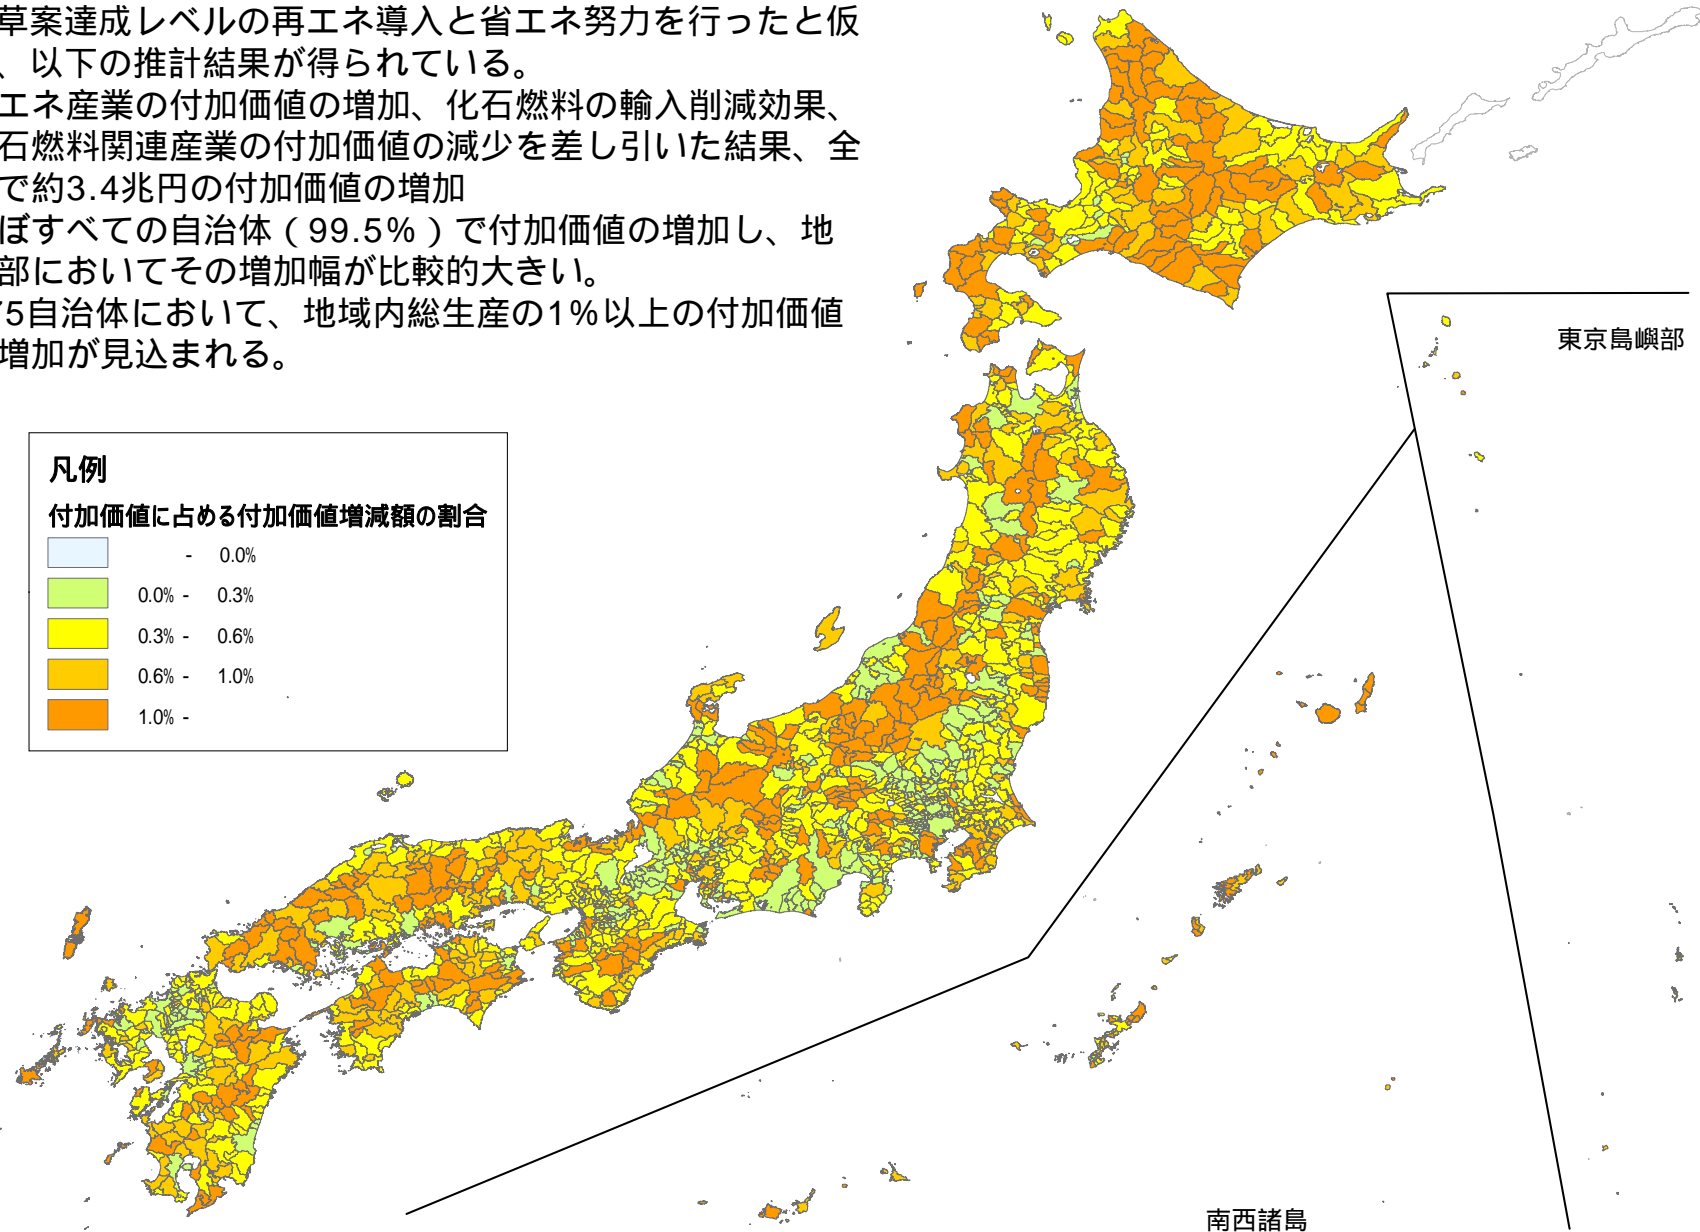 草案達成レベルの再エネ導入と省エネ努力を行ったと仮
、以下の推計結果が得られている。
エネ産業の付加価値の増加、化石燃料の輸入削減効果、
石燃料関連産業の付加価値の減少を差し引いた結果、全
で約3.4兆円の付加価値の増加
ぼすべての自治体（99.5%）で付加価値の増加し、地
部においてその増加幅が比較的大きい。
75自治体において、地域内総生産の1%以上の付加価値
増加が見込まれる。
東京島嶼部
凡例
付加価値に占める付加価値増減額の割合
- 0.0%
0.0% - 0.3%
0.3% - 0.6%
0.6% - 1.0%
1.0% -
南西諸島